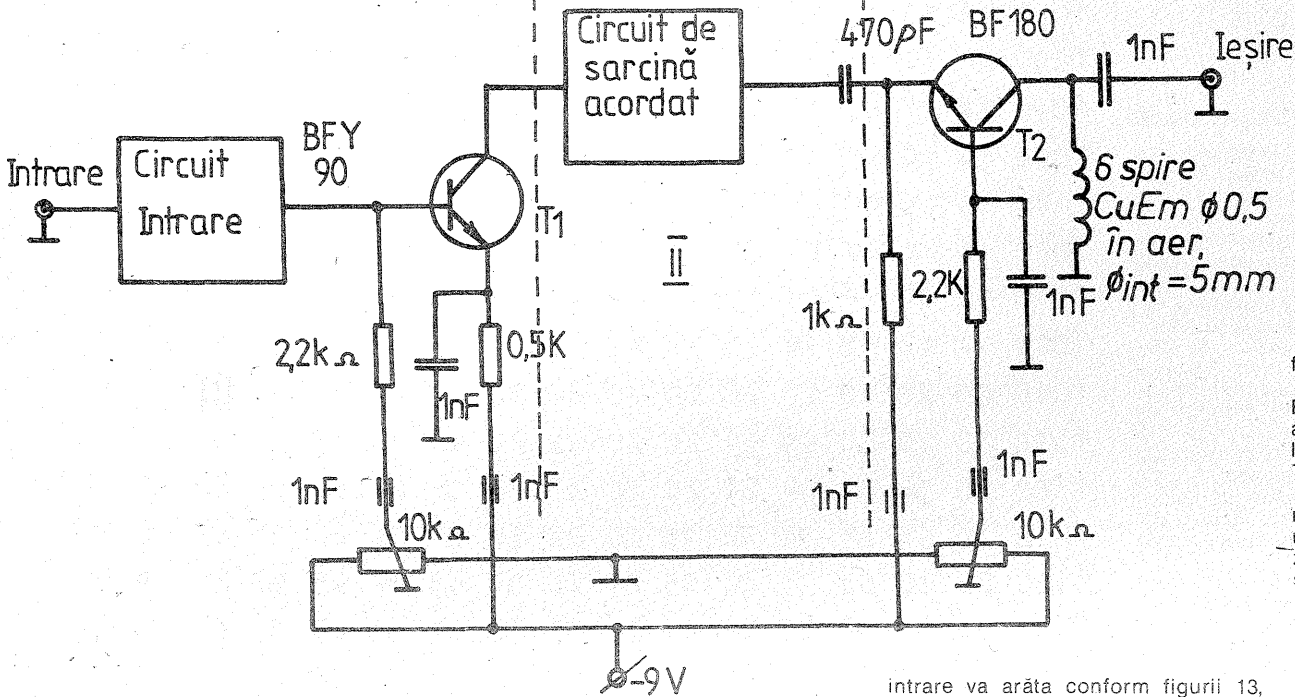 Circuit de
sarcină
acordat
470pF
BF180
1nF
Ieșire
Intrare
Circuit
Intrare
BFY
90
T1
T2
6 spire
CuEm φ0,5
în aer,
φint=5mm
II
2,2kΩ
0,5K
1nF
1kΩ
2,2K
1nF
1nF
1nF
1nF
1nF
10kΩ
10kΩ
-9V
intrare va arăta conform figurii 13,